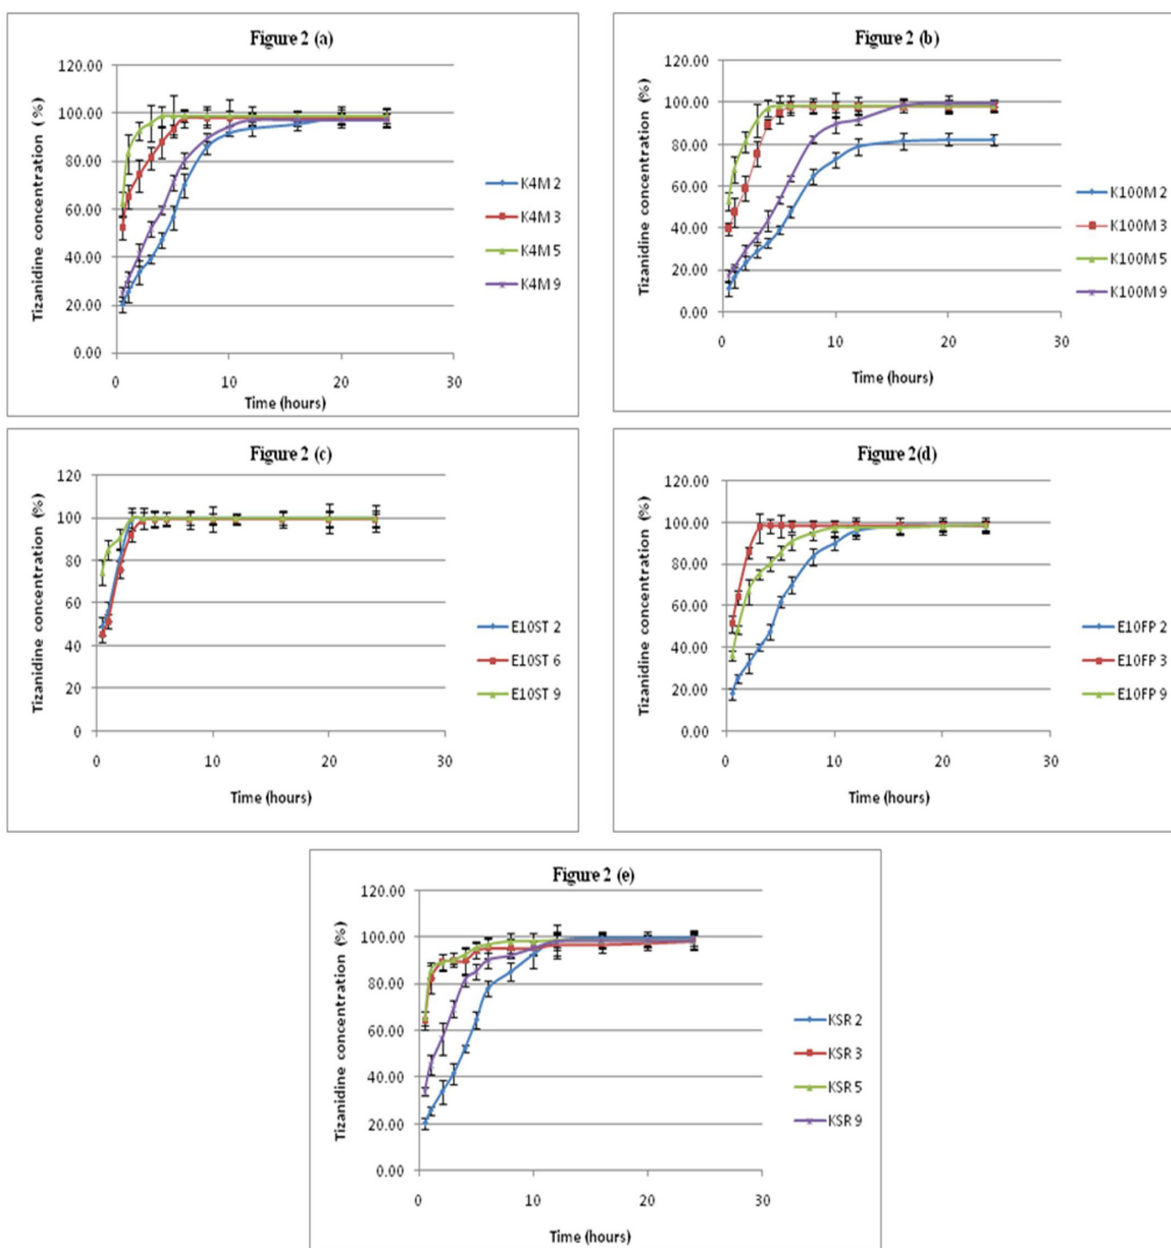 Figure 2 (a)
120.00
100.00
80.00
60.00
40.00
20.00
0.00
Tizanidine concentration (%)
0 10 20 30
Time (hours)
K4M 2
K4M 3
K4M 5
K4M 9
Figure 2 (b)
120.00
100.00
80.00
60.00
40.00
20.00
0.00
Tizanidine concentration (%)
0 10 20 30
Time (hours)
K100M 2
K100M 3
K100M 5
K100M 9
Figure 2 (c)
120
100
80
60
40
20
0
Tizanidine concentration (%)
0 10 20 30
Time (hours)
E10ST 2
E10ST 6
E10ST 9
Figure 2(d)
120.00
100.00
80.00
60.00
40.00
20.00
0.00
Tizanidine concentration (%)
0 10 20 30
Time (hours)
E10FP 2
E10FP 3
E10FP 9
Figure 2 (e)
120.00
100.00
80.00
60.00
40.00
20.00
0.00
Tizanidine concentration (%)
0 10 20 30
Time (hours)
KSR 2
KSR 3
KSR 5
KSR 9